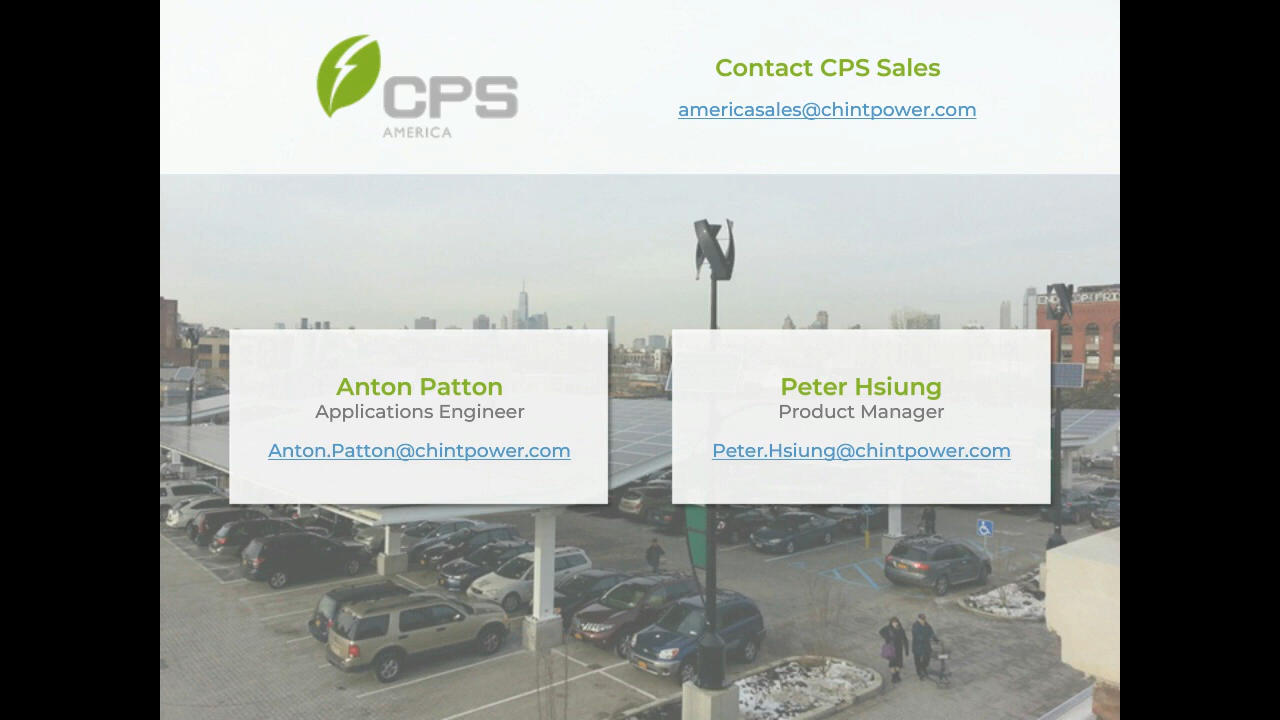 CPS
AMERICA
Contact CPS Sales
americasales@chintpower.com
Anton Patton
Applications Engineer
Anton.Patton@chintpower.com
Peter Hsiung
Product Manager
Peter.Hsiung@chintpower.com